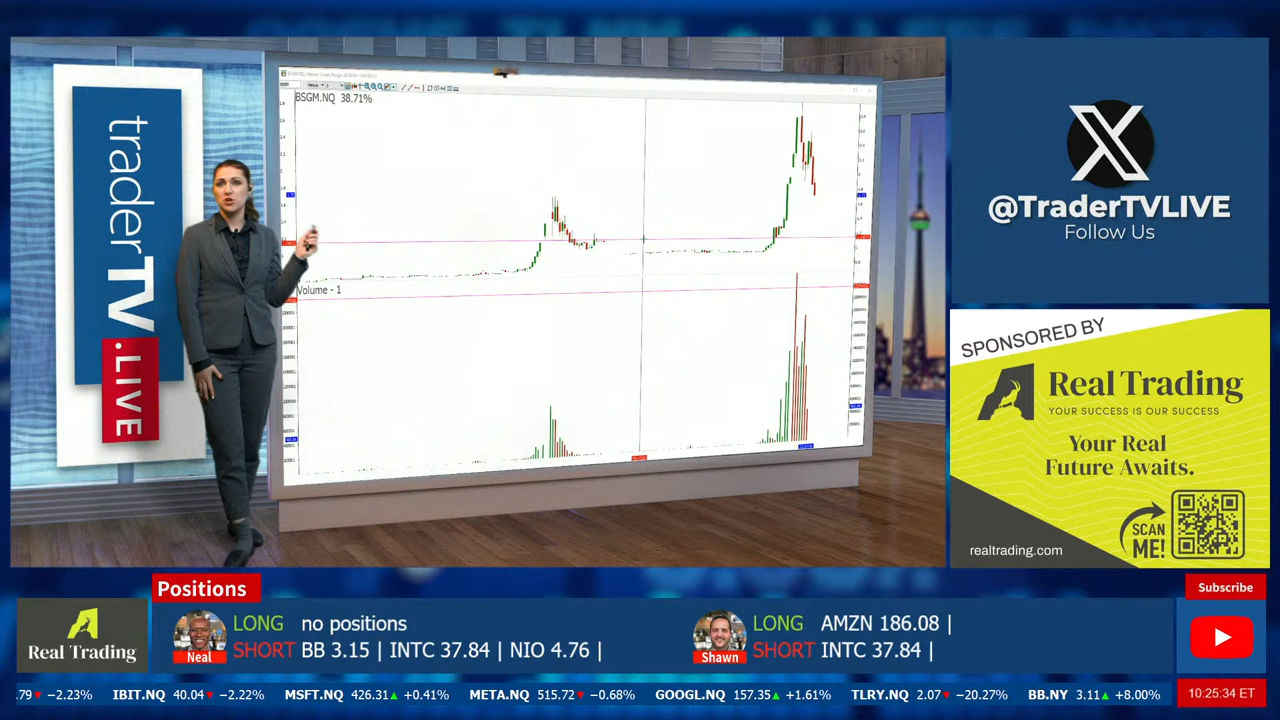 traderTV.LIVE
BSGM.NQ 38.71%
Volume - 1
@TraderTVLIVE
Follow Us
SPONSORED BY
Real Trading
YOUR SUCCESS IS OUR SUCCESS
Your Real
Future Awaits.
SCAN
ME!
realtrading.com
Positions
Subscribe
Real Trading
Neal
LONG no positions
SHORT BB 3.15 | INTC 37.84 | NIO 4.76 |
Shawn
LONG AMZN 186.08 |
SHORT INTC 37.84 |
.79 −2.23% IBIT.NQ 40.04 −2.22% MSFT.NQ 426.31 +0.41% META.NQ 515.72 −0.68% GOOGL.NQ 157.35 +1.61% TLRY.NQ 2.07 −20.27% BB.NY 3.11 +8.00%
10:25:34 ET